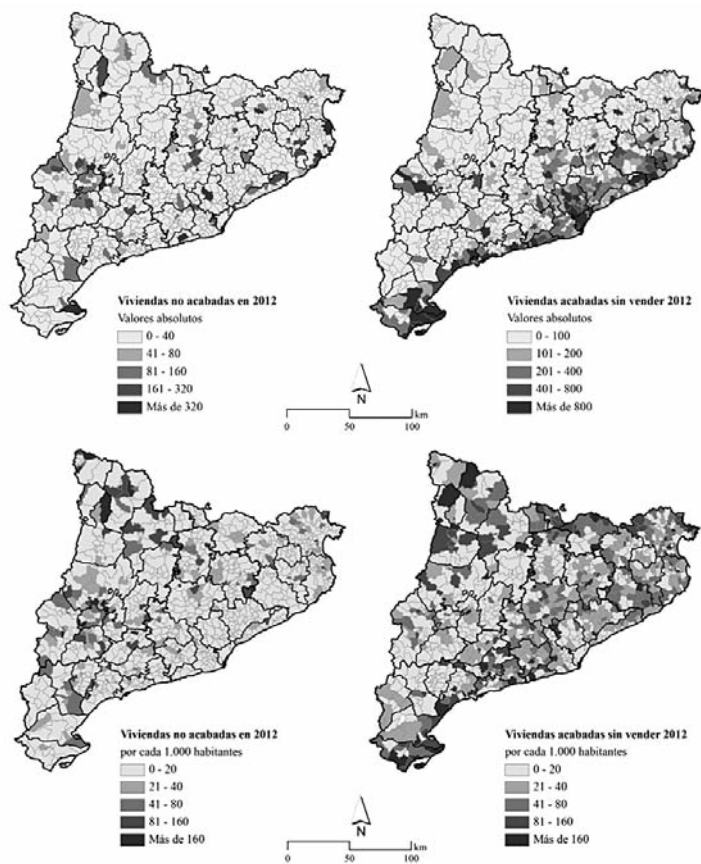 Viviendas no acabadas en 2012
Valores absolutos
0 - 40
41 - 80
81 - 160
161 - 320
Más de 320
Viviendas acabadas sin vender 2012
Valores absolutos
0 - 100
101 - 200
201 - 400
401 - 800
Más de 800
N
km
0 50 100
Viviendas no acabadas en 2012
por cada 1.000 habitantes
0 - 20
21 - 40
41 - 80
81 - 160
Más de 160
Viviendas acabadas sin vender 2012
por cada 1.000 habitantes
0 - 20
21 - 40
41 - 80
81 - 160
Más de 160
N
km
0 50 100